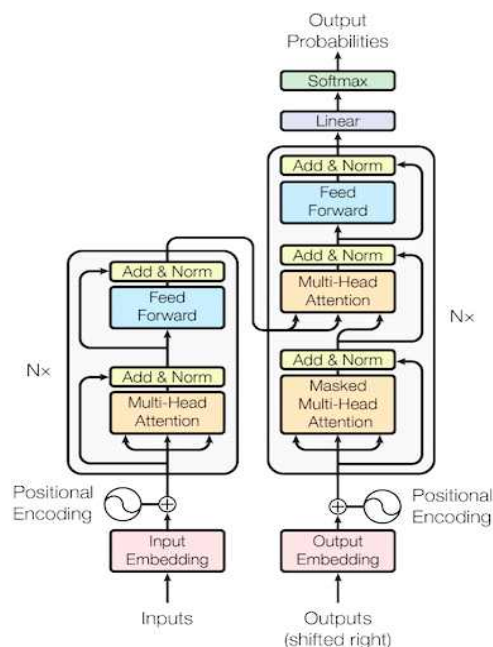 Output
Probabilities
Softmax
Linear
Add & Norm
Feed
Forward
Add & Norm
Multi-Head
Attention
Add & Norm
Masked
Multi-Head
Attention
Nx
Add & Norm
Feed
Forward
Add & Norm
Multi-Head
Attention
Nx
Positional
Encoding
Positional
Encoding
Input
Embedding
Output
Embedding
Inputs
Outputs
(shifted right)